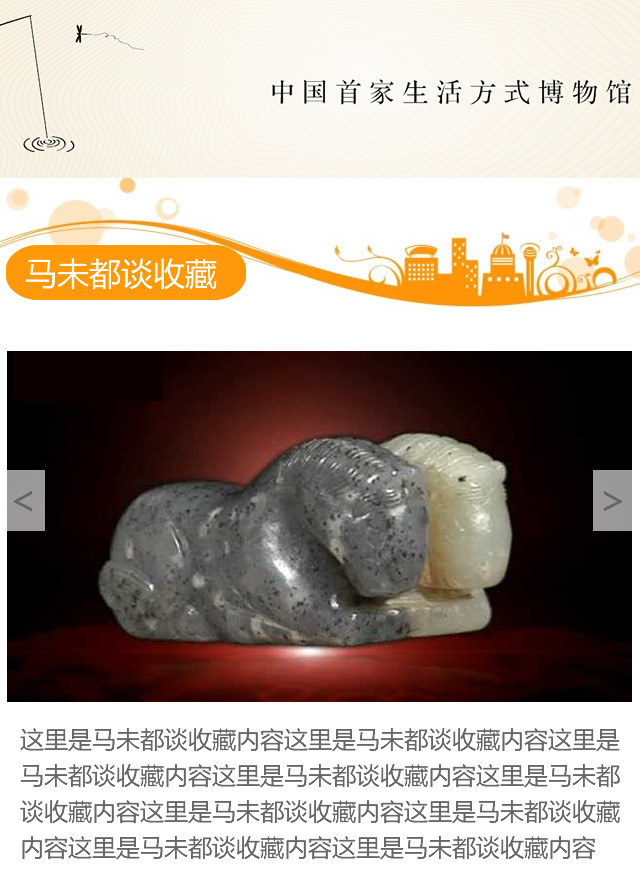 中国首家生活方式博物馆
马未都谈收藏
<
>
这里是马未都谈收藏内容这里是马未都谈收藏内容这里是
马未都谈收藏内容这里是马未都谈收藏内容这里是马未都
谈收藏内容这里是马未都谈收藏内容这里是马未都谈收藏
内容这里是马未都谈收藏内容这里是马未都谈收藏内容